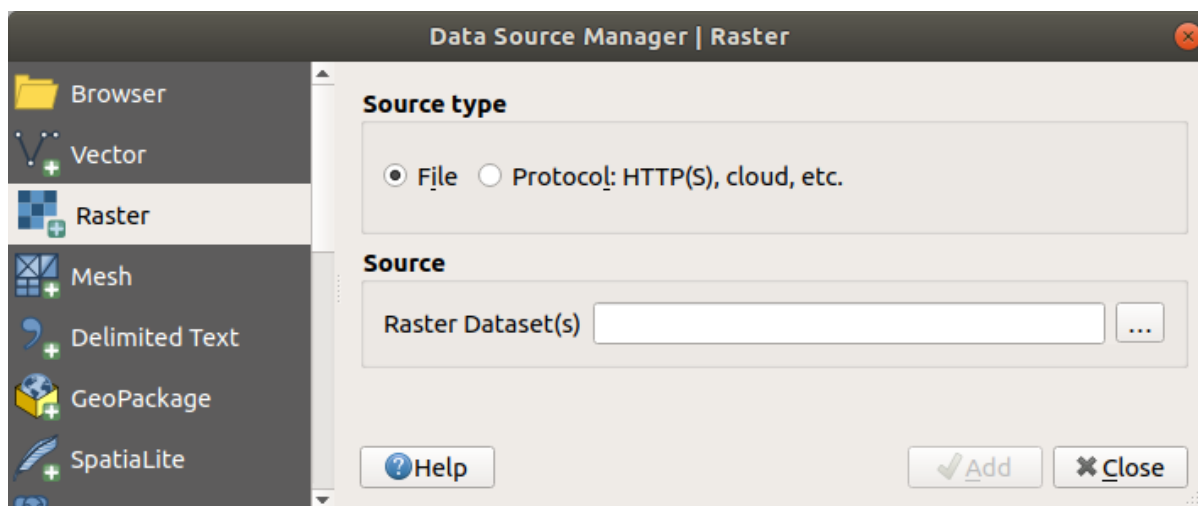 Data Source Manager | Raster
Browser
Vector
Raster
Mesh
Delimited Text
GeoPackage
SpatiaLite
Source type
File
Protocol: HTTP(S), cloud, etc.
Source
Raster Dataset(s)
...
Help
Add
Close